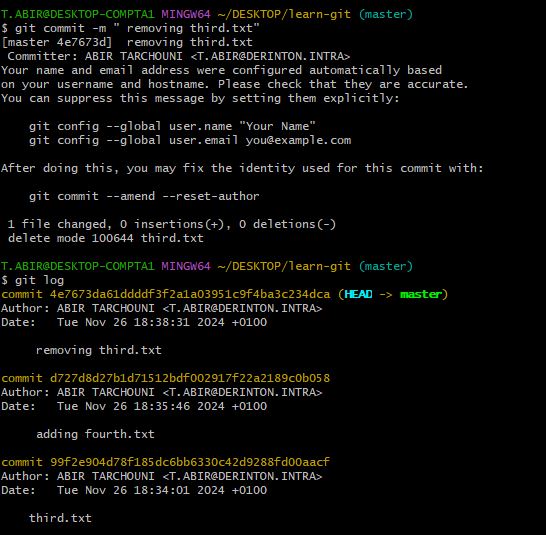 T.ABIR@DESKTOP-COMPTA1 MINGW64 ~/DESKTOP/learn-git (master)
$ git commit -m " removing third.txt"
[master 4e7673d]  removing third.txt
 Committer: ABIR TARCHOUNI <T.ABIR@DERINTON.INTRA>
Your name and email address were configured automatically based
on your username and hostname. Please check that they are accurate.
You can suppress this message by setting them explicitly:

    git config --global user.name "Your Name"
    git config --global user.email you@example.com

After doing this, you may fix the identity used for this commit with:

    git commit --amend --reset-author

 1 file changed, 0 insertions(+), 0 deletions(-)
 delete mode 100644 third.txt

T.ABIR@DESKTOP-COMPTA1 MINGW64 ~/DESKTOP/learn-git (master)
$ git log
commit 4e7673da61ddddf3f2a1a03951c9f4ba3c234dca (HEAD -> master)
Author: ABIR TARCHOUNI <T.ABIR@DERINTON.INTRA>
Date:   Tue Nov 26 18:38:31 2024 +0100

     removing third.txt

commit d727d8d27b1d71512bdf002917f22a2189c0b058
Author: ABIR TARCHOUNI <T.ABIR@DERINTON.INTRA>
Date:   Tue Nov 26 18:35:46 2024 +0100

     adding fourth.txt

commit 99f2e904d78f185dc6bb6330c42d9288fd00aacf
Author: ABIR TARCHOUNI <T.ABIR@DERINTON.INTRA>
Date:   Tue Nov 26 18:34:01 2024 +0100

    third.txt